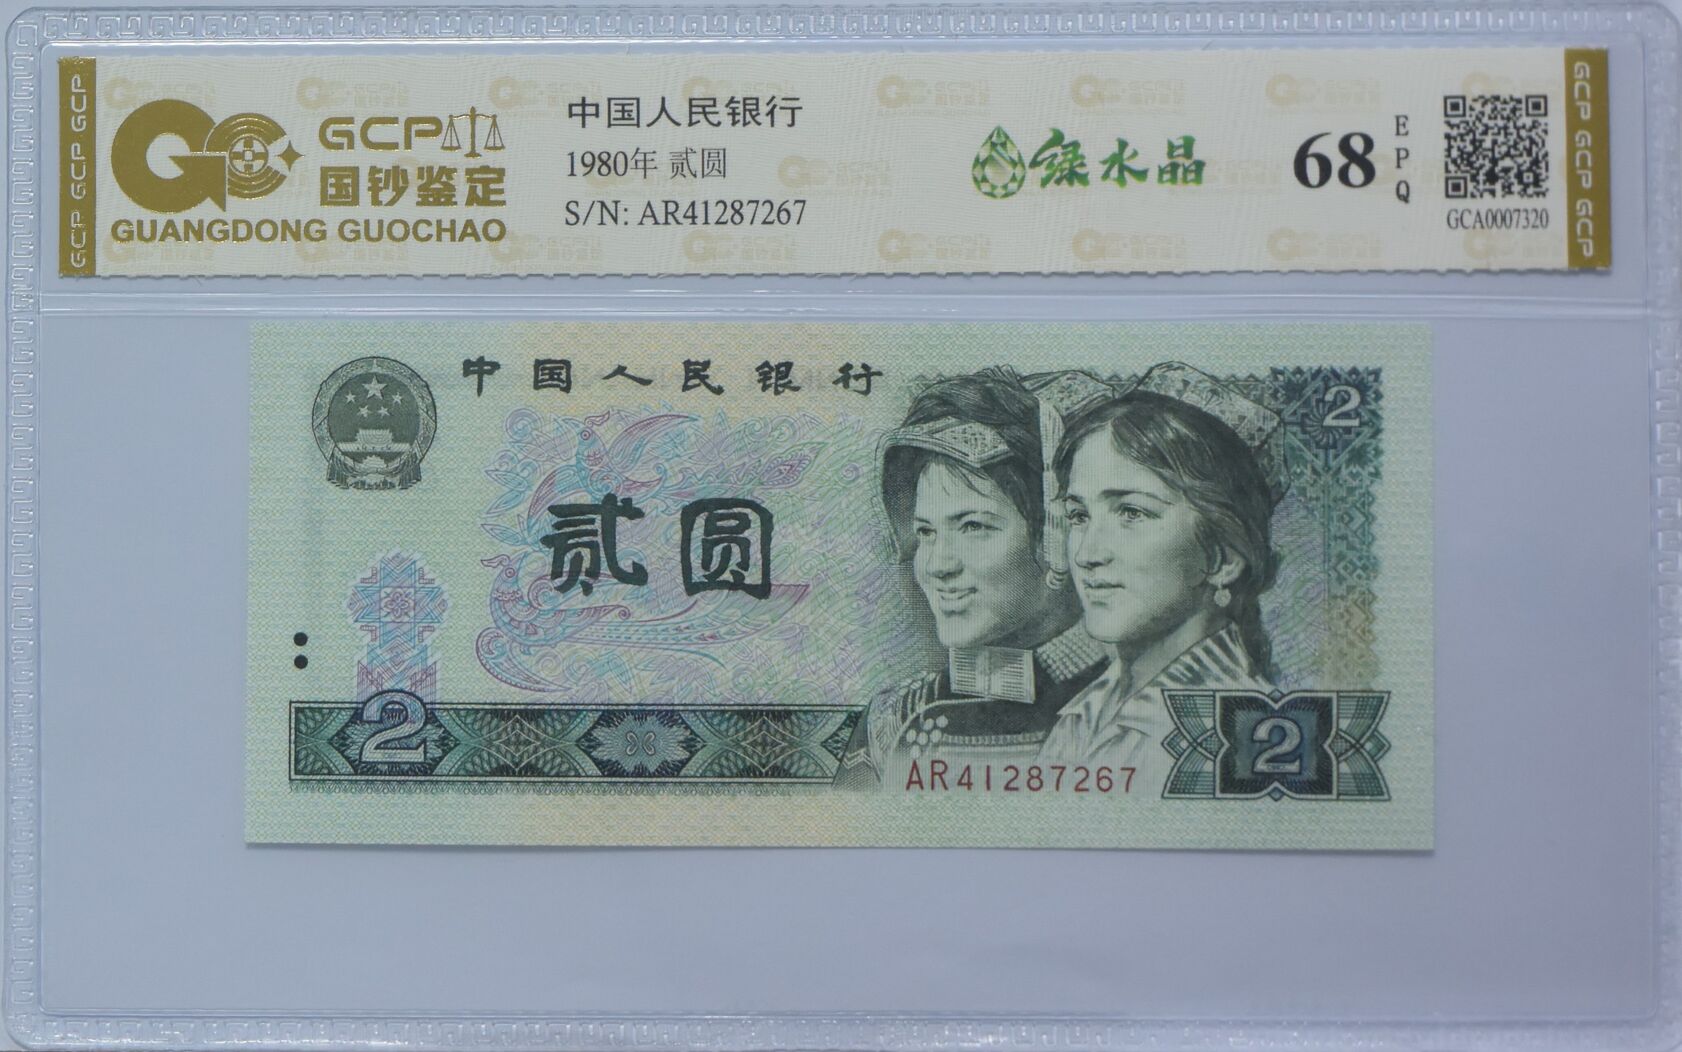 GCP GCP GCP
GCP
国钞鉴定
GUANGDONG GUOCHAO
中国人民银行
1980年 贰圆
S/N: AR41287267
绿水晶
68
EPQ
GCA0007320
GCP GCP GCP
中国人民银行
2
贰圆
2
2
AR41287267